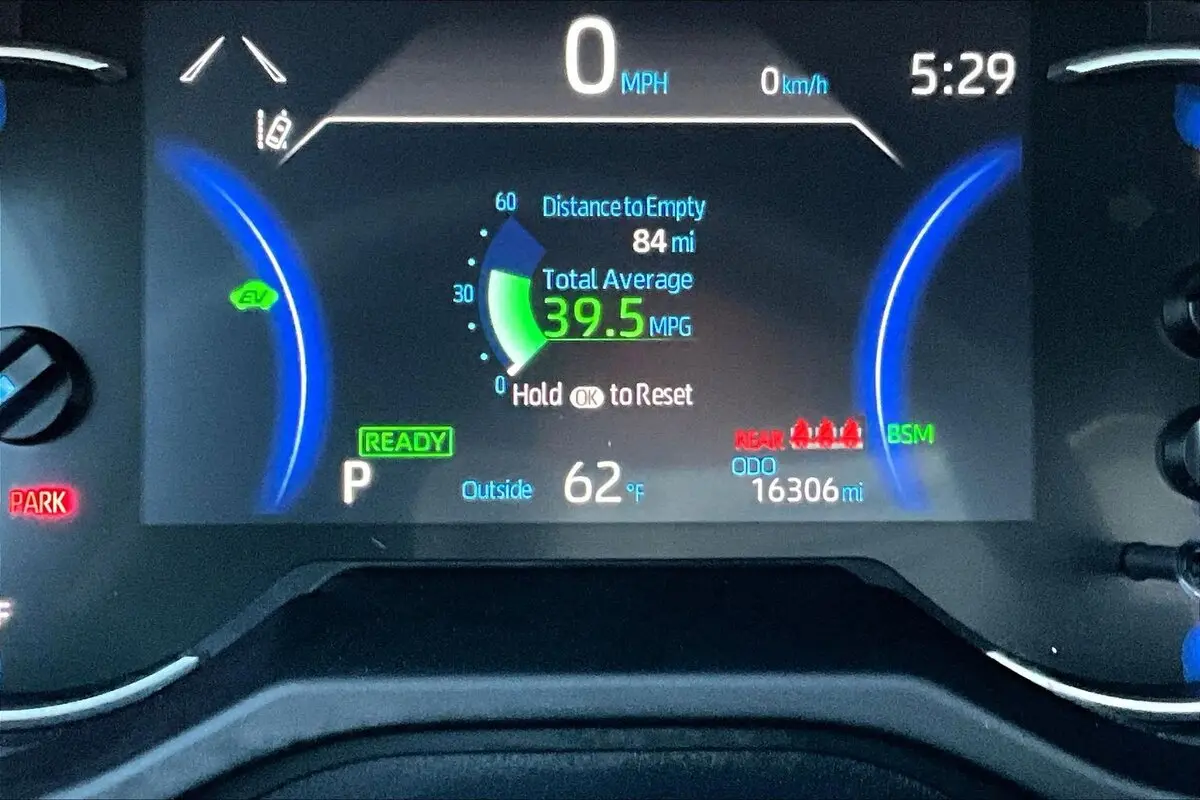 0 MPH
0 km/h
5:29
60
Distance to Empty
84 mi
Total Average
30
39.5 MPG
EV
0
Hold OK to Reset
READY
REAR
BSM
P
Outside 62 °F
ODO
16306 mi
PARK